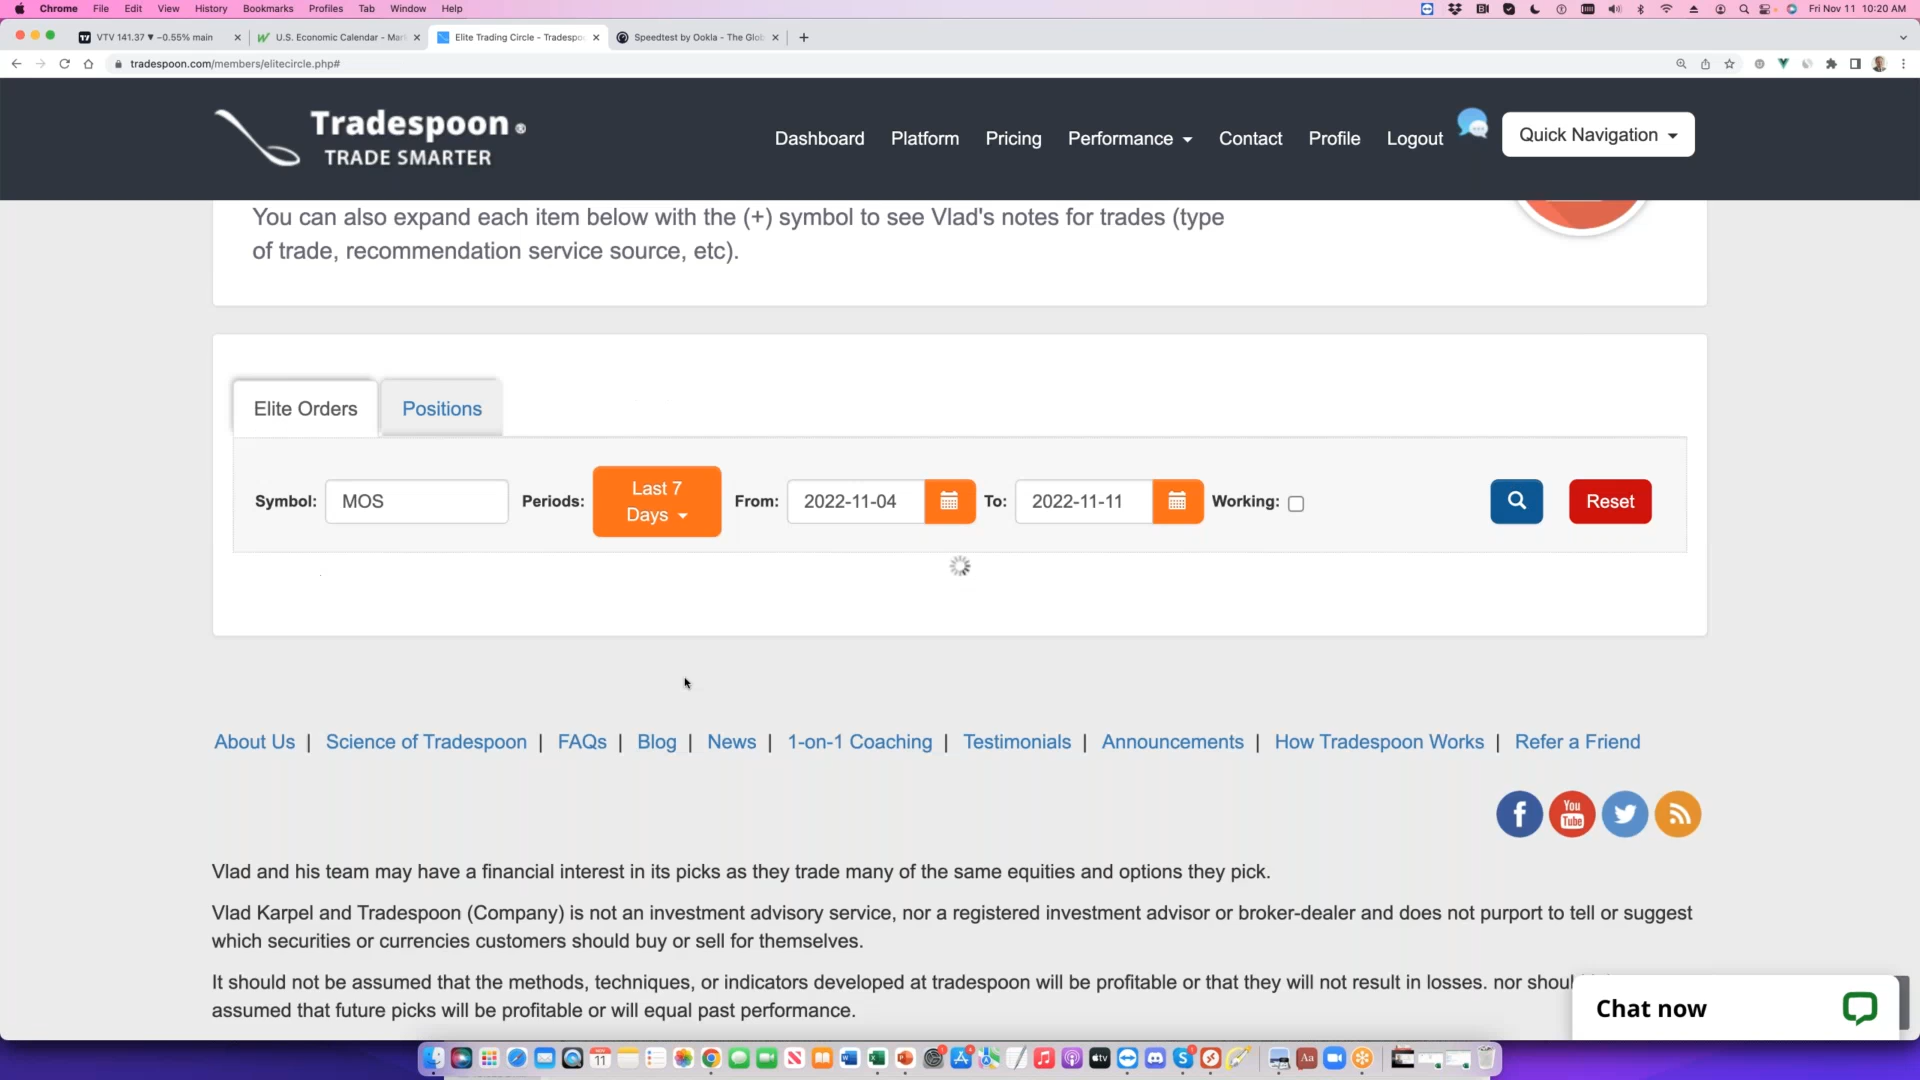 Chrome File Edit View History Bookmarks Profiles Tab Window Help
Fri Nov 11 10:20 AM
VTV 141.37 ▼ −0.55% main
U.S. Economic Calendar - Mar
Elite Trading Circle - Tradespo
Speedtest by Ookla - The Glo
tradespoon.com/members/elitecircle.php#
Tradespoon®
TRADE SMARTER
Dashboard Platform Pricing Performance Contact Profile Logout Quick Navigation
You can also expand each item below with the (+) symbol to see Vlad's notes for trades (type
of trade, recommendation service source, etc).
Elite Orders Positions
Symbol: MOS Periods: Last 7 Days From: 2022-11-04 To: 2022-11-11 Working: Reset
About Us | Science of Tradespoon | FAQs | Blog | News | 1-on-1 Coaching | Testimonials | Announcements | How Tradespoon Works | Refer a Friend
You Tube
Vlad and his team may have a financial interest in its picks as they trade many of the same equities and options they pick.
Vlad Karpel and Tradespoon (Company) is not an investment advisory service, nor a registered investment advisor or broker-dealer and does not purport to tell or suggest
which securities or currencies customers should buy or sell for themselves.
It should not be assumed that the methods, techniques, or indicators developed at tradespoon will be profitable or that they will not result in losses. nor shoul
assumed that future picks will be profitable or will equal past performance.
Chat now